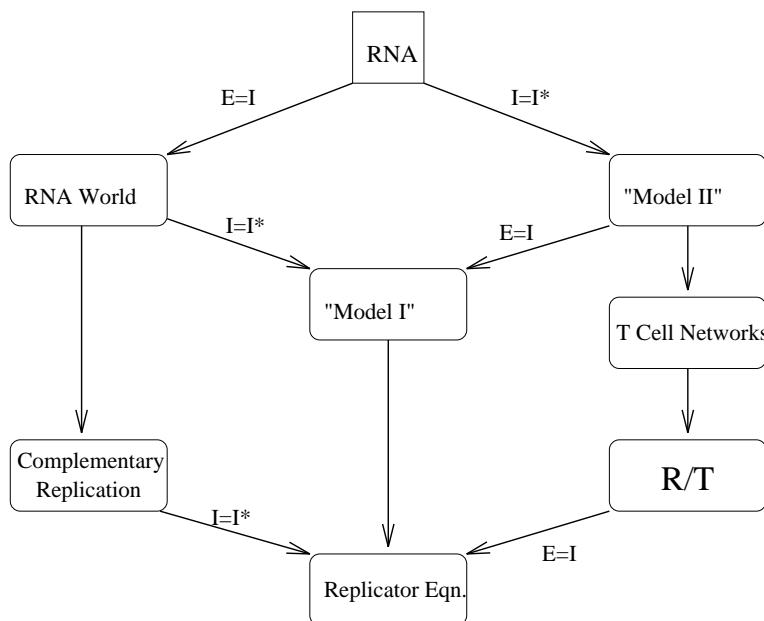 RNA
E=I
I=I*
RNA World
"Model II"
I=I*
E=I
"Model I"
T Cell Networks
Complementary
Replication
R/T
I=I*
E=I
Replicator Eqn.